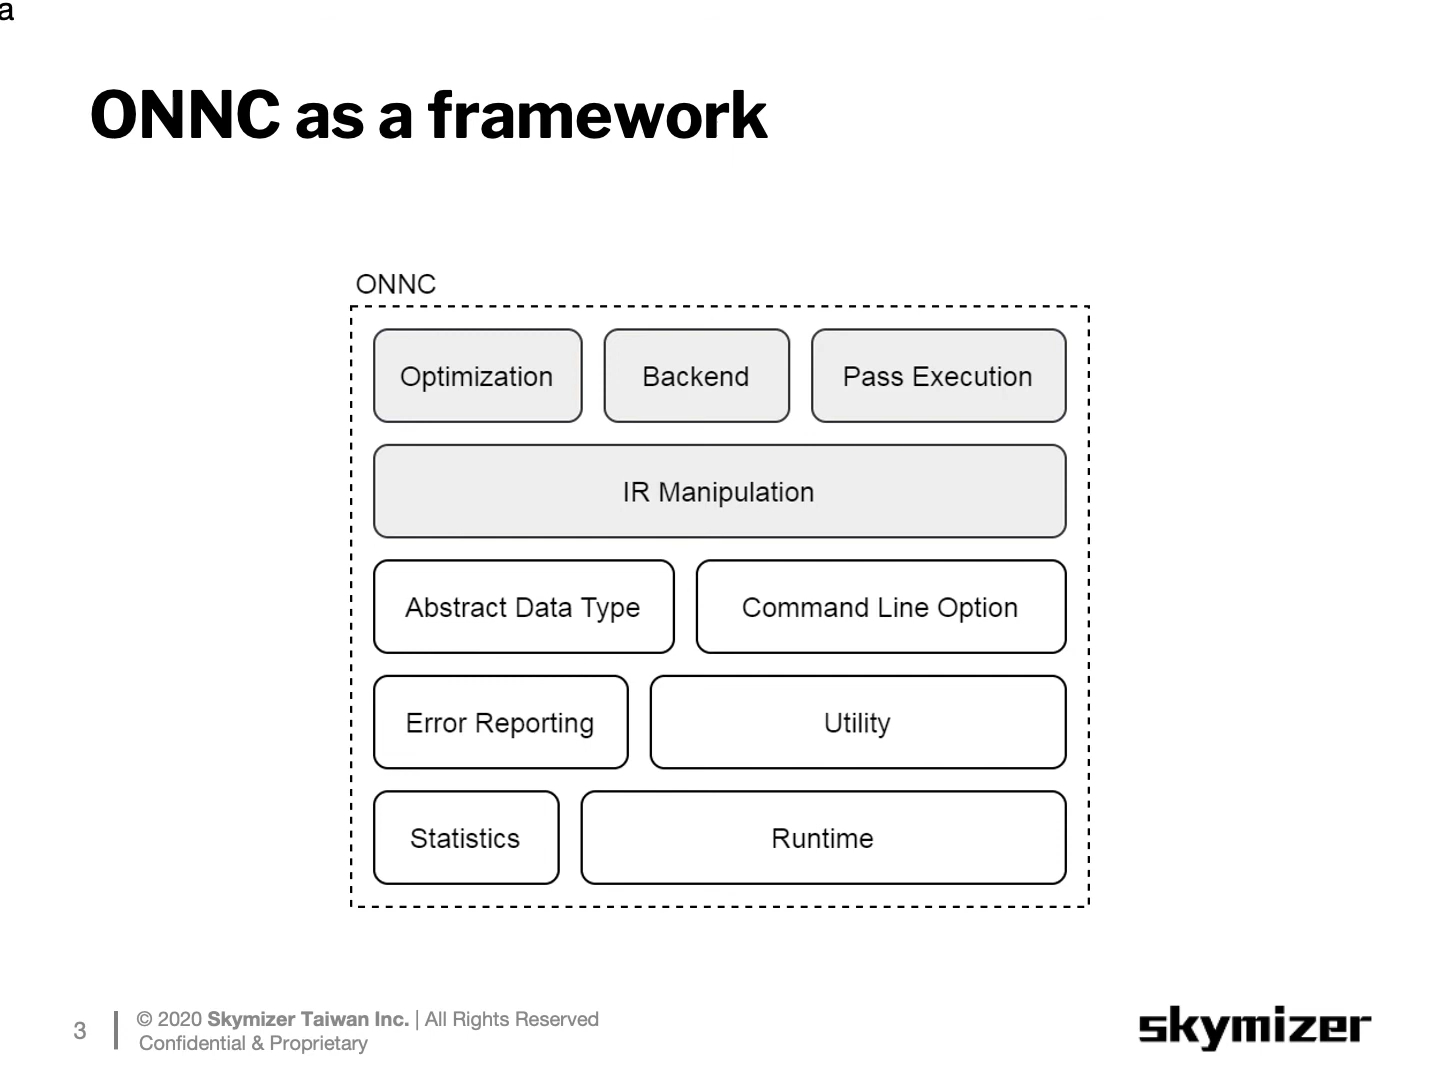 a
ONNC as a framework
ONNC
Optimization Backend Pass Execution
IR Manipulation
Abstract Data Type Command Line Option
Error Reporting Utility
Statistics Runtime
3
© 2020 Skymizer Taiwan Inc. | All Rights Reserved
Confidential & Proprietary
skymizer